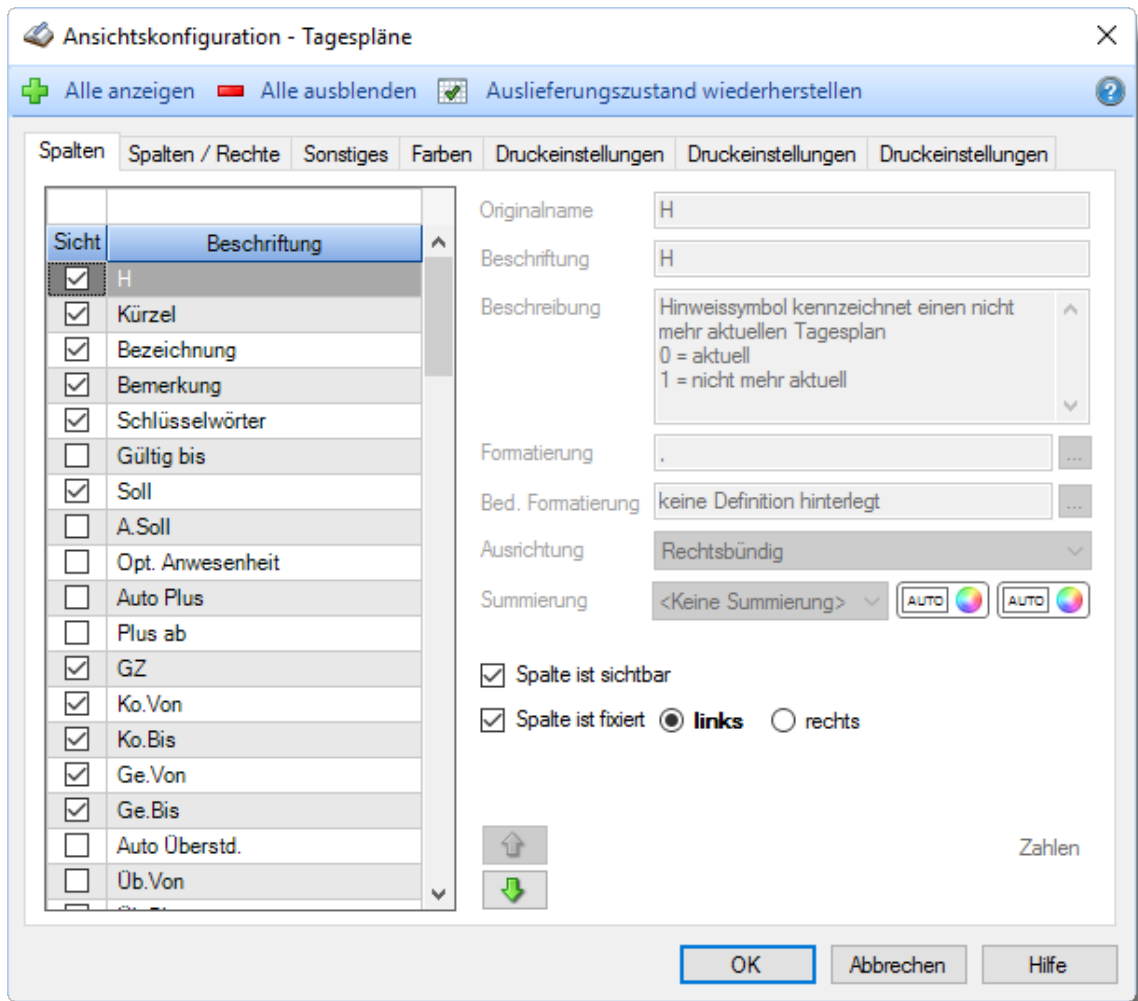 Ansichtskonfiguration - Tagespläne
Alle anzeigen Alle ausblenden Auslieferungszustand wiederherstellen
Spalten Spalten / Rechte Sonstiges Farben Druckeinstellungen Druckeinstellungen Druckeinstellungen
Sicht Beschriftung
H
Kürzel
Bezeichnung
Bemerkung
Schlüsselwörter
Gültig bis
Soll
A.Soll
Opt. Anwesenheit
Auto Plus
Plus ab
GZ
Ko.Von
Ko.Bis
Ge.Von
Ge.Bis
Auto Überstd.
Üb.Von
Originalname H
Beschriftung H
Beschreibung Hinweissymbol kennzeichnet einen nicht
mehr aktuellen Tagesplan
0 = aktuell
1 = nicht mehr aktuell
Formatierung , ...
Bed. Formatierung keine Definition hinterlegt ...
Ausrichtung Rechtsbündig
Summierung <Keine Summierung> AUTO AUTO
Spalte ist sichtbar
Spalte ist fixiert links rechts
Zahlen
OK Abbrechen Hilfe